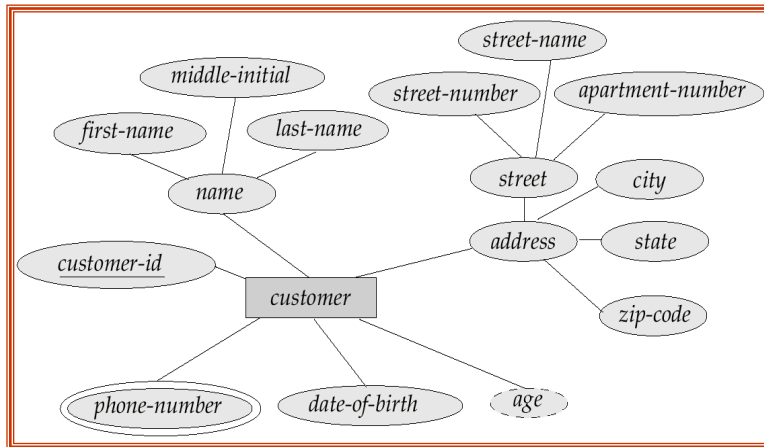 street-name
middle-initial
street-number
apartment-number
first-name
last-name
name
street
city
address
state
customer-id
customer
zip-code
phone-number
date-of-birth
age